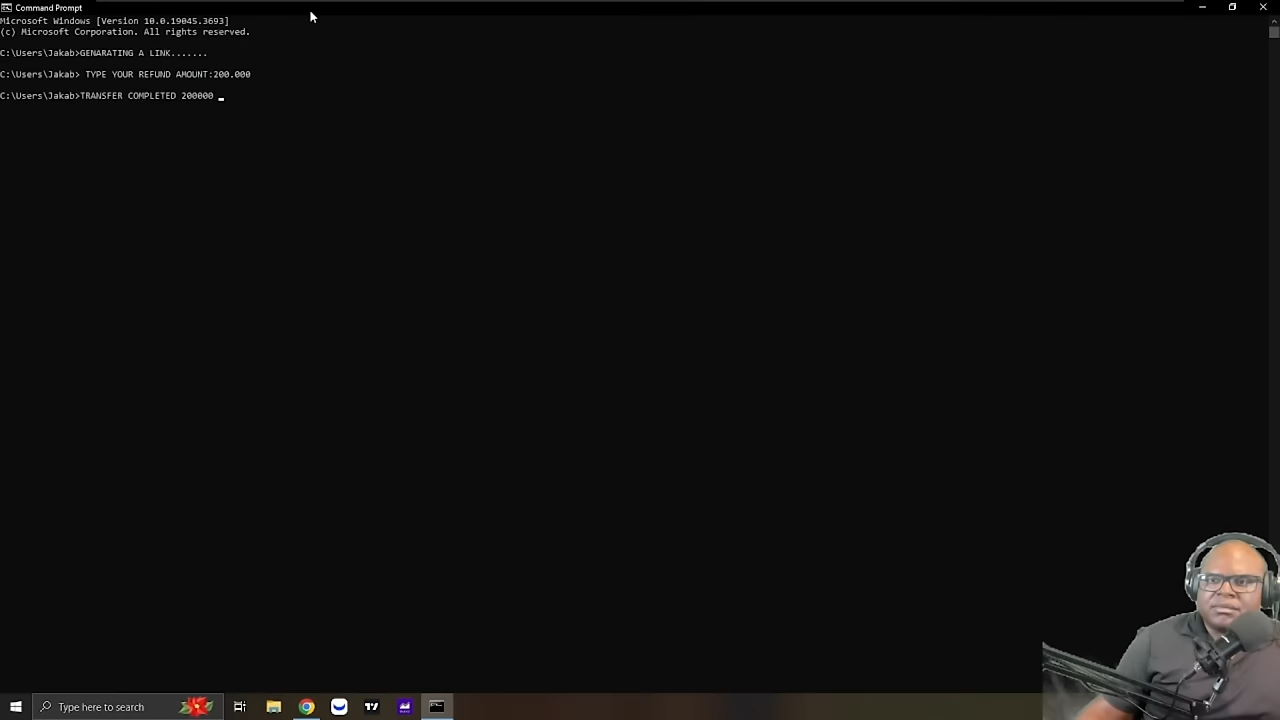 Command Prompt
Microsoft Windows [Version 10.0.19045.3693]
(c) Microsoft Corporation. All rights reserved.
C:\Users\Jakab>GENARATING A LINK.......
C:\Users\Jakab> TYPE YOUR REFUND AMOUNT:200.000
C:\Users\Jakab>TRANSFER COMPLETED 200000
Type here to search